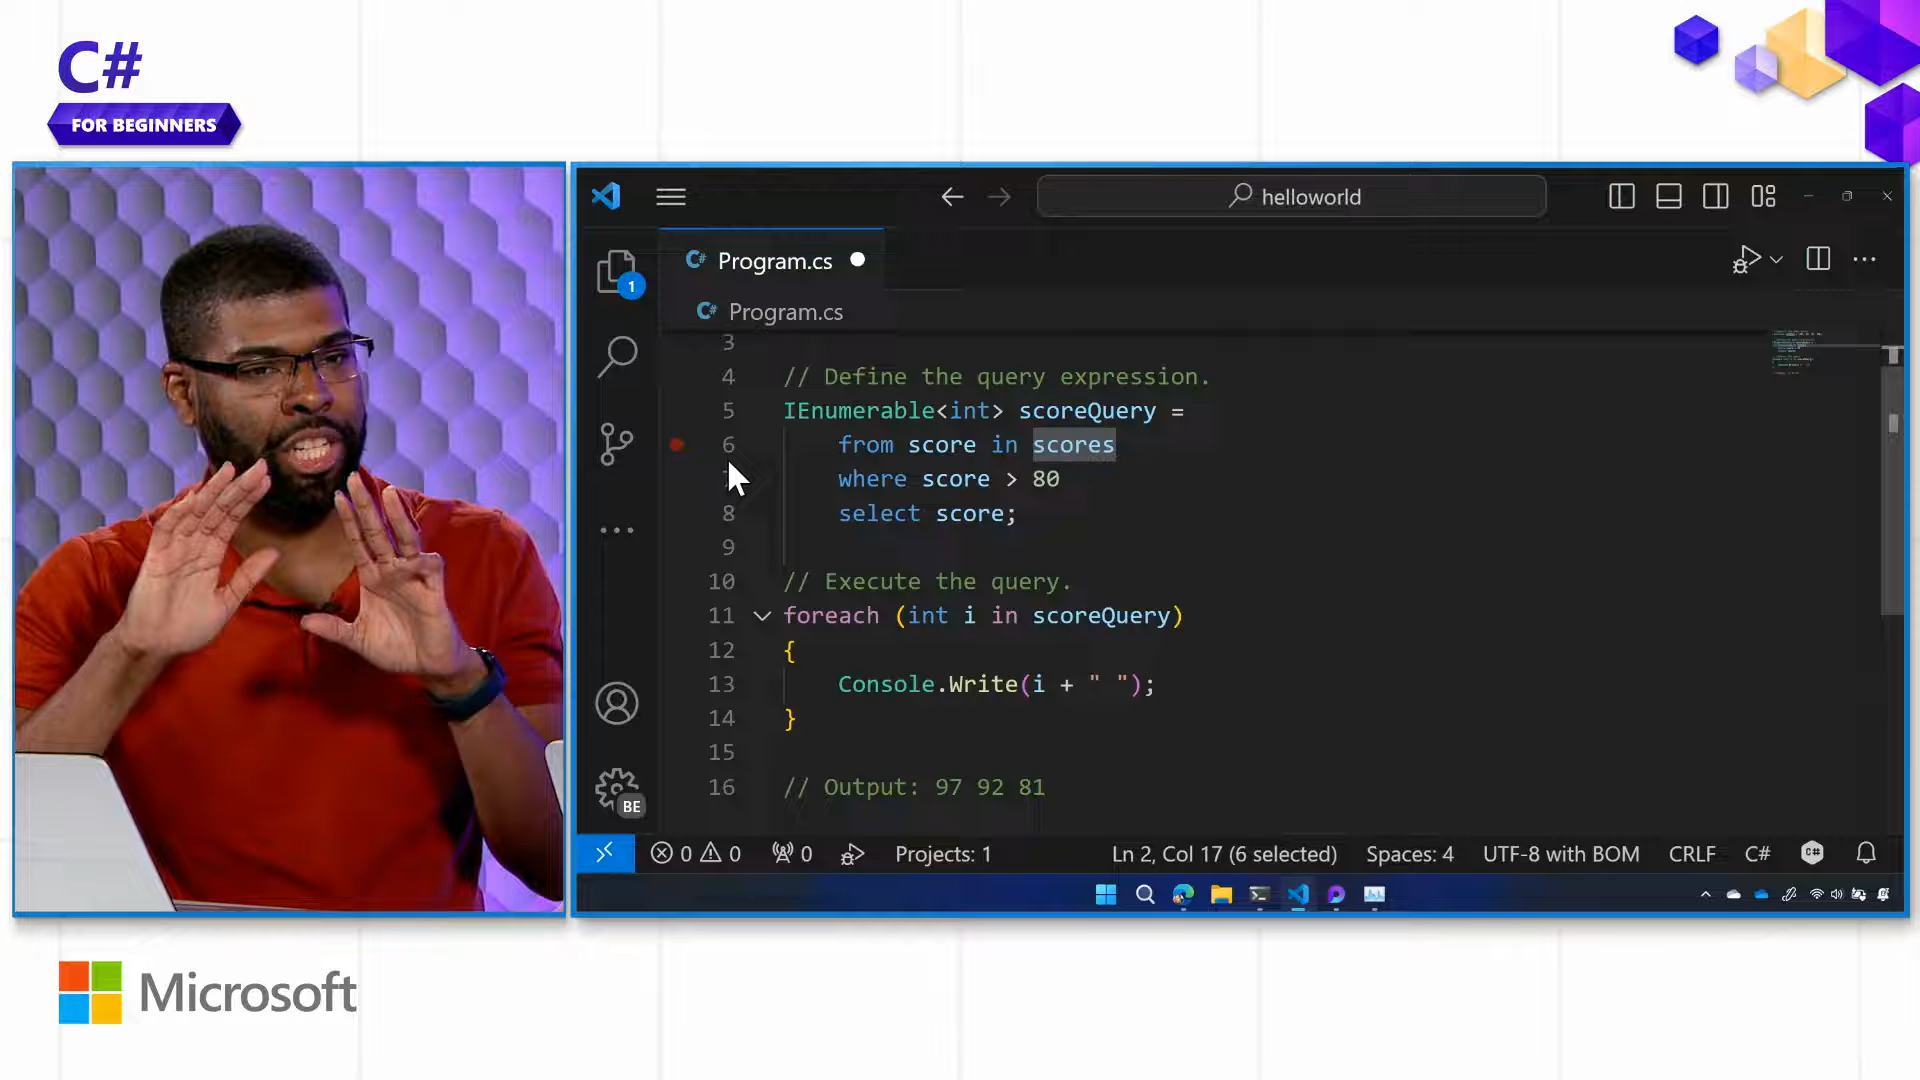 C#
FOR BEGINNERS
helloworld
Program.cs
1
Program.cs
3
4 // Define the query expression.
5 IEnumerable<int> scoreQuery =
6 from score in scores
where score > 80
8 select score;
9
10 // Execute the query.
11 foreach (int i in scoreQuery)
12 {
13 Console.Write(i + " ");
14 }
15
16 // Output: 97 92 81
BE
0 0 0 Projects: 1 Ln 2, Col 17 (6 selected) Spaces: 4 UTF-8 with BOM CRLF C#
Microsoft